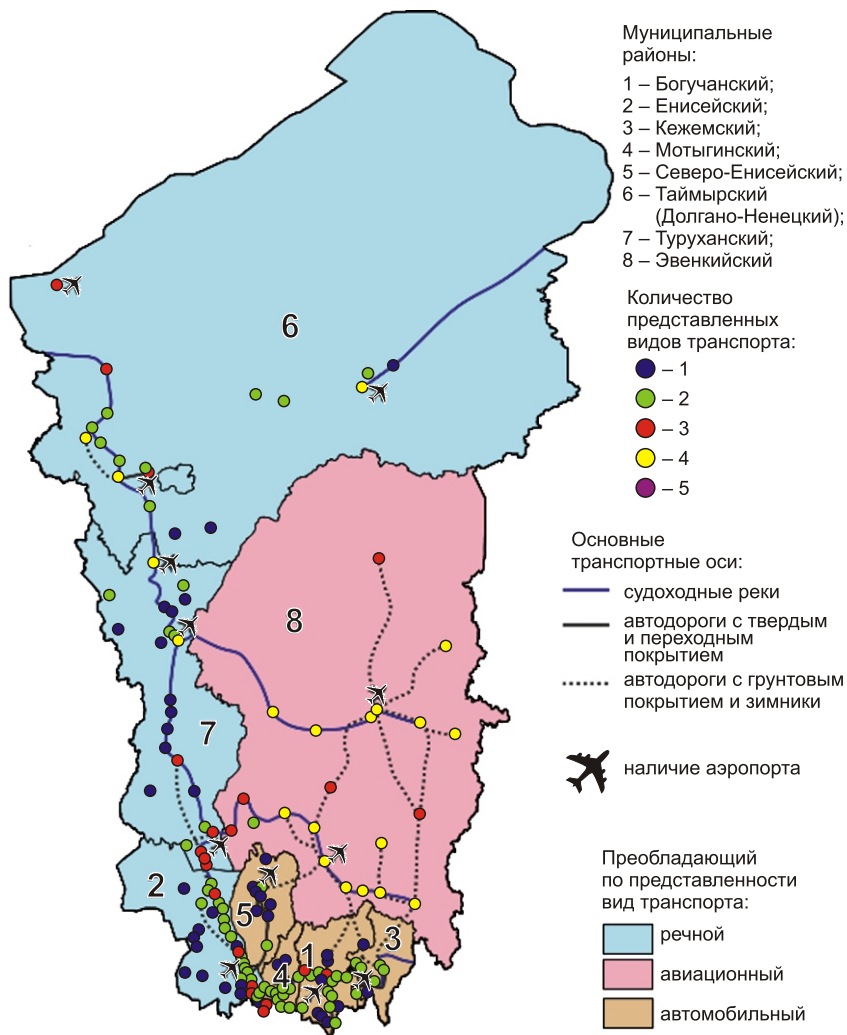 Муниципальные
районы:
1 – Богучанский;
2 – Енисейский;
3 – Кежемский;
4 – Мотыгинский;
5 – Северо-Енисейский;
6 – Таймырский
(Долгано-Ненецкий);
7 – Туруханский;
8 – Эвенкийский
Количество
представленных
видов транспорта:
– 1
– 2
– 3
– 4
– 5
Основные
транспортные оси:
судоходные реки
автодороги с твердым
и переходным
покрытием
автодороги с грунтовым
покрытием и зимники
наличие аэропорта
Преобладающий
по представленности
вид транспорта:
речной
авиационный
автомобильный
6
8
7
2
5
1
3
4